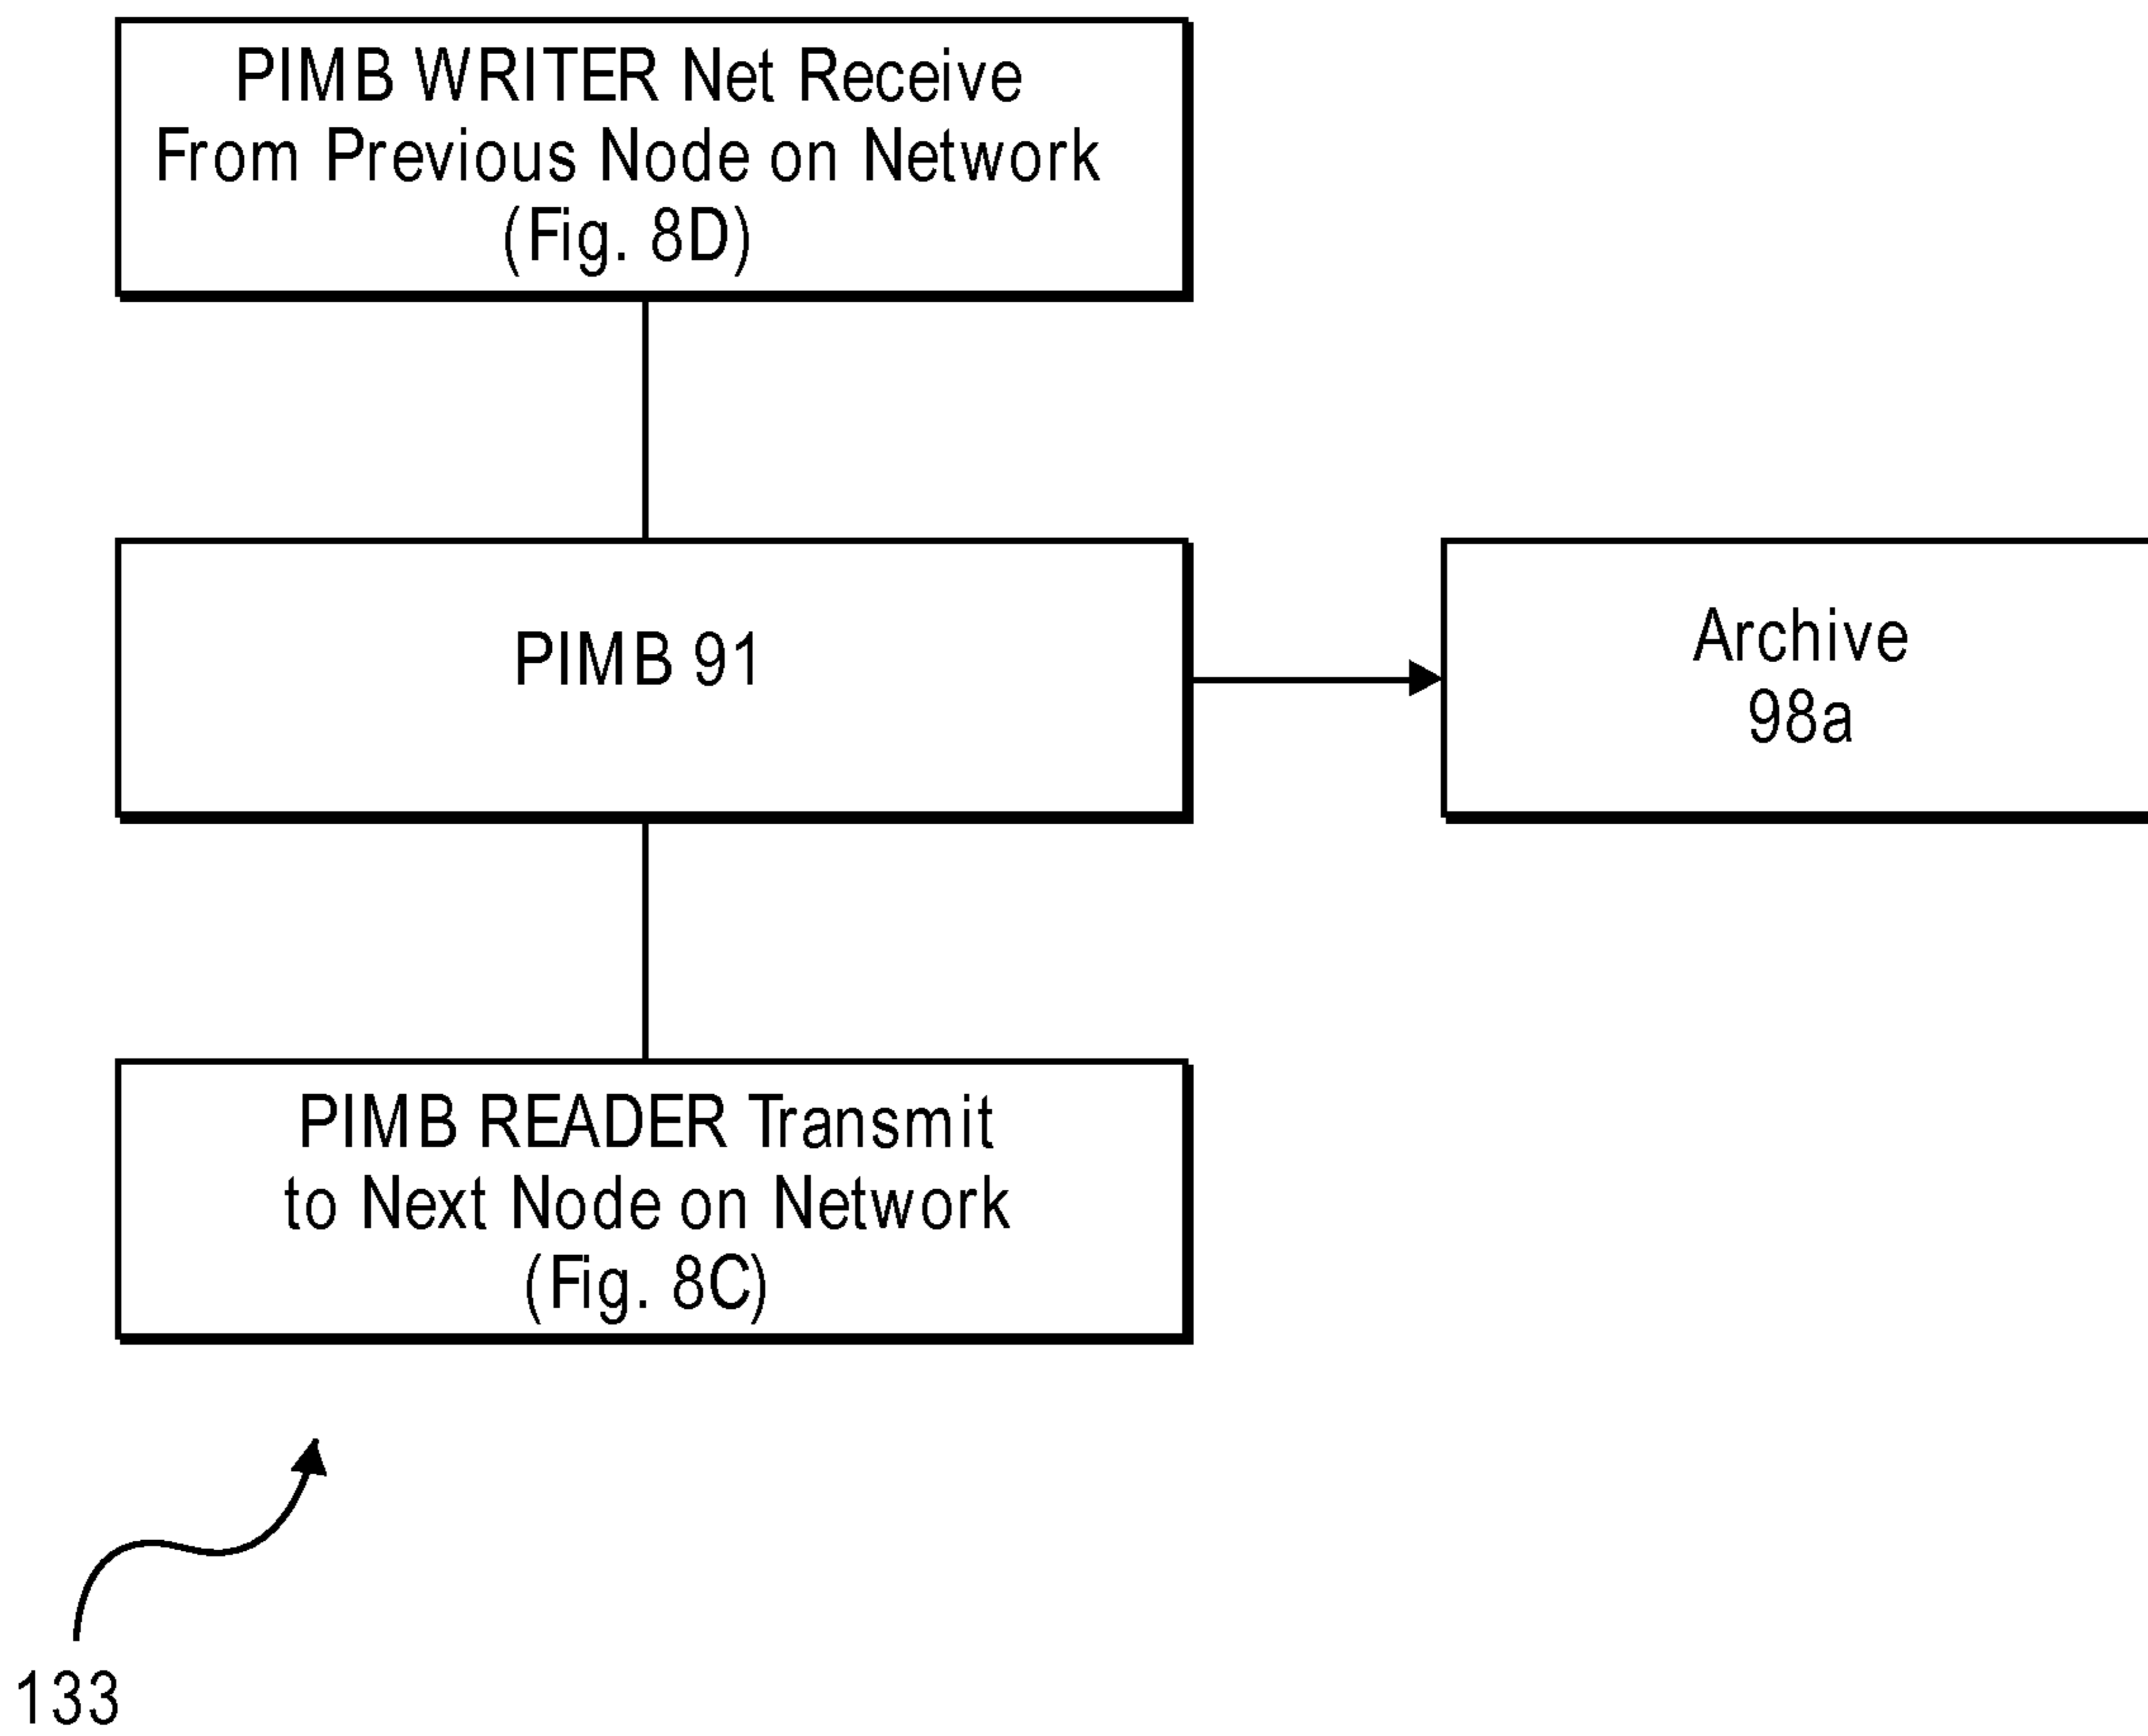 PIMB WRITER Net Receive
From Previous Node on Network
(Fig. 8D)
PIMB 91
Archive
98a
PIMB READER Transmit
to Next Node on Network
(Fig. 8C)
133